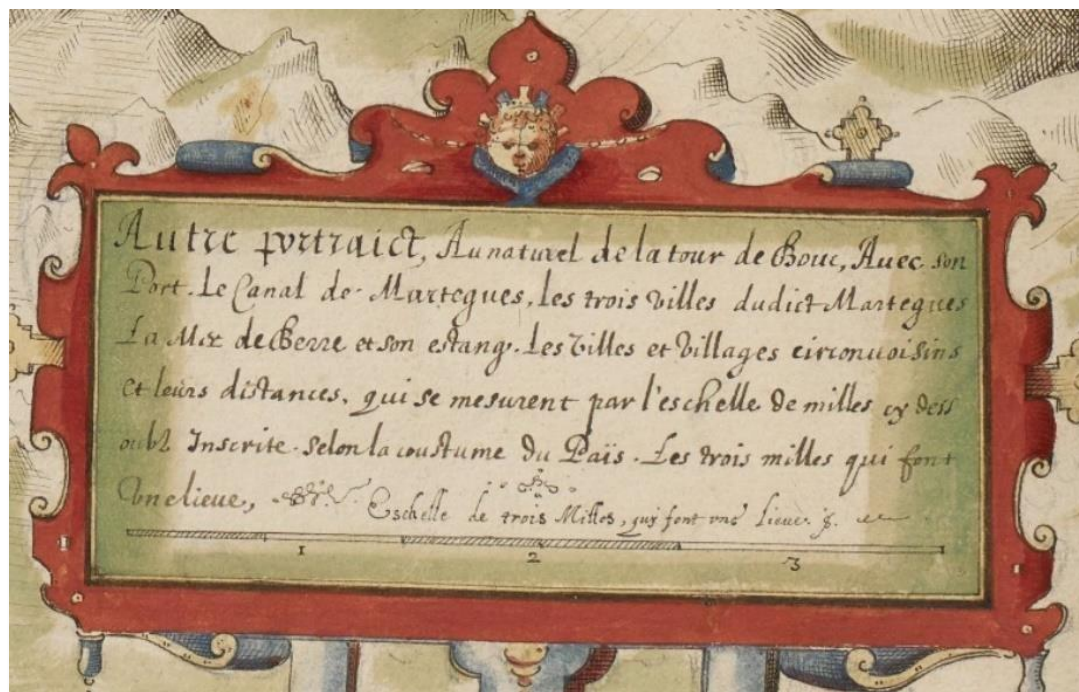 Autre portraict, Au naturel de la tour de Bouc, Avec son
Port. Le Canal de Martegues, les trois villes dudict Martegues
La Mer de Berre et son estang. Les villes et villages circonuoisins
et leurs distances, qui se mesurent par l'eschelle de milles cy dess
oubz Inscrite. selon la coustume du Païs. Les trois milles qui font
vne lieue,
Eschelle de trois Milles, quy font vne Lieue.
1 2 3